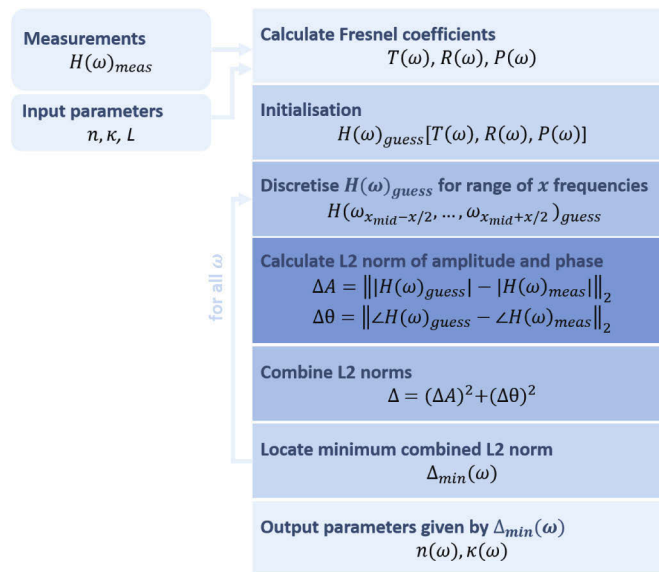 Measurements
H(ω)meas
Input parameters
n, κ, L
Calculate Fresnel coefficients
T(ω), R(ω), P(ω)
Initialisation
H(ω)guess[T(ω), R(ω), P(ω)]
for all ω
Discretise H(ω)guess for range of x frequencies
H(ωxmid−x/2, … , ωxmid+x/2)guess
Calculate L2 norm of amplitude and phase
ΔA = ‖|H(ω)guess| − |H(ω)meas|‖2
Δθ = ‖∠H(ω)guess − ∠H(ω)meas‖2
Combine L2 norms
Δ = (ΔA)²+(Δθ)²
Locate minimum combined L2 norm
Δmin(ω)
Output parameters given by Δmin(ω)
n(ω), κ(ω)